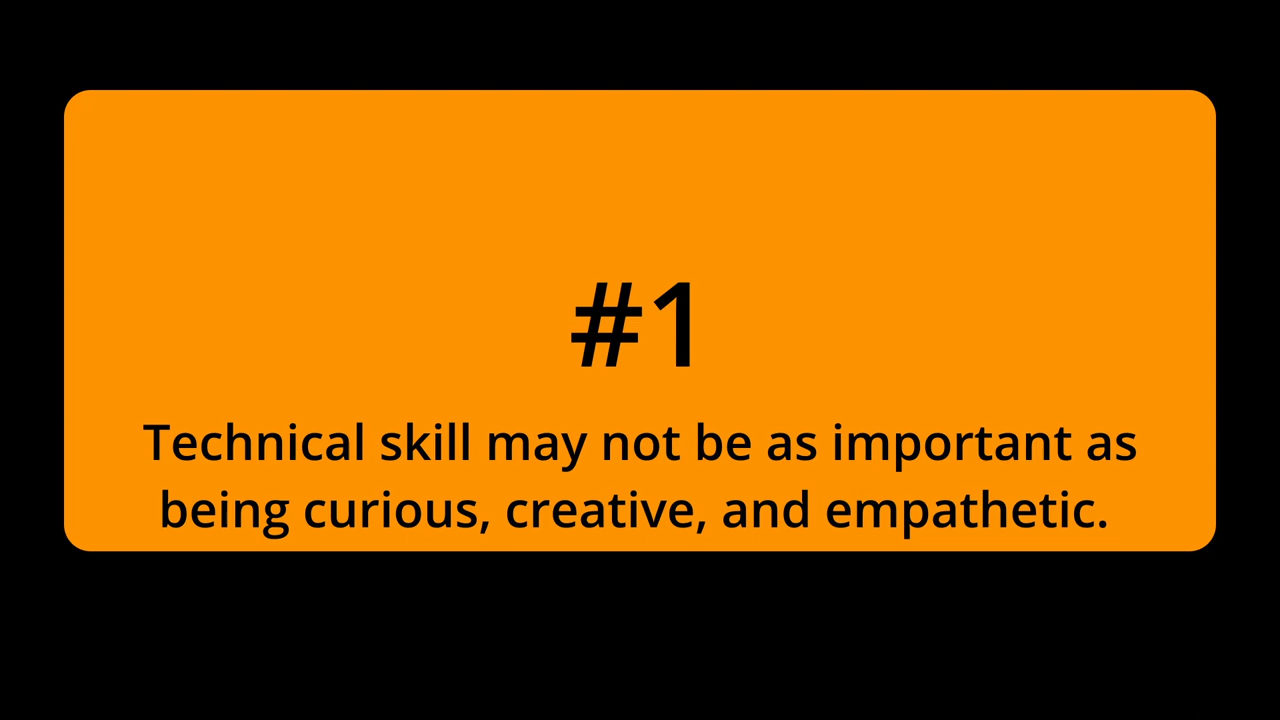 #1
Technical skill may not be as important as
being curious, creative, and empathetic.